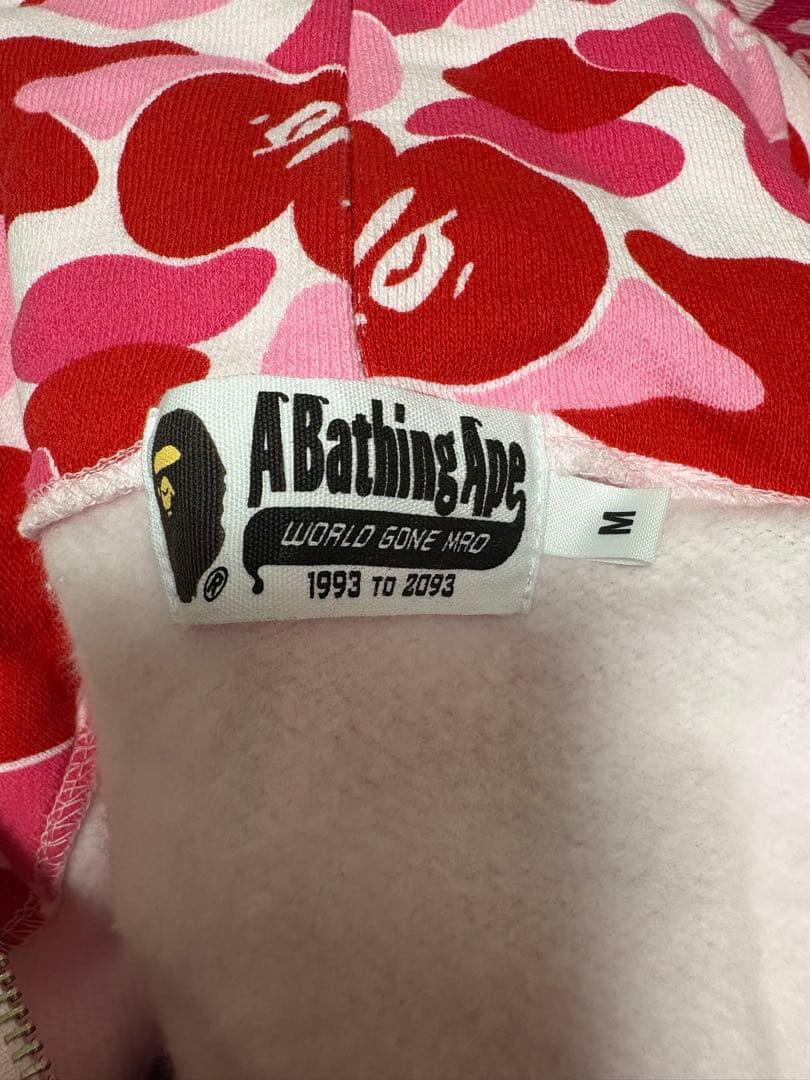 A Bathing Ape
WORLD GONE MAD
1993 TO 2093
®
M